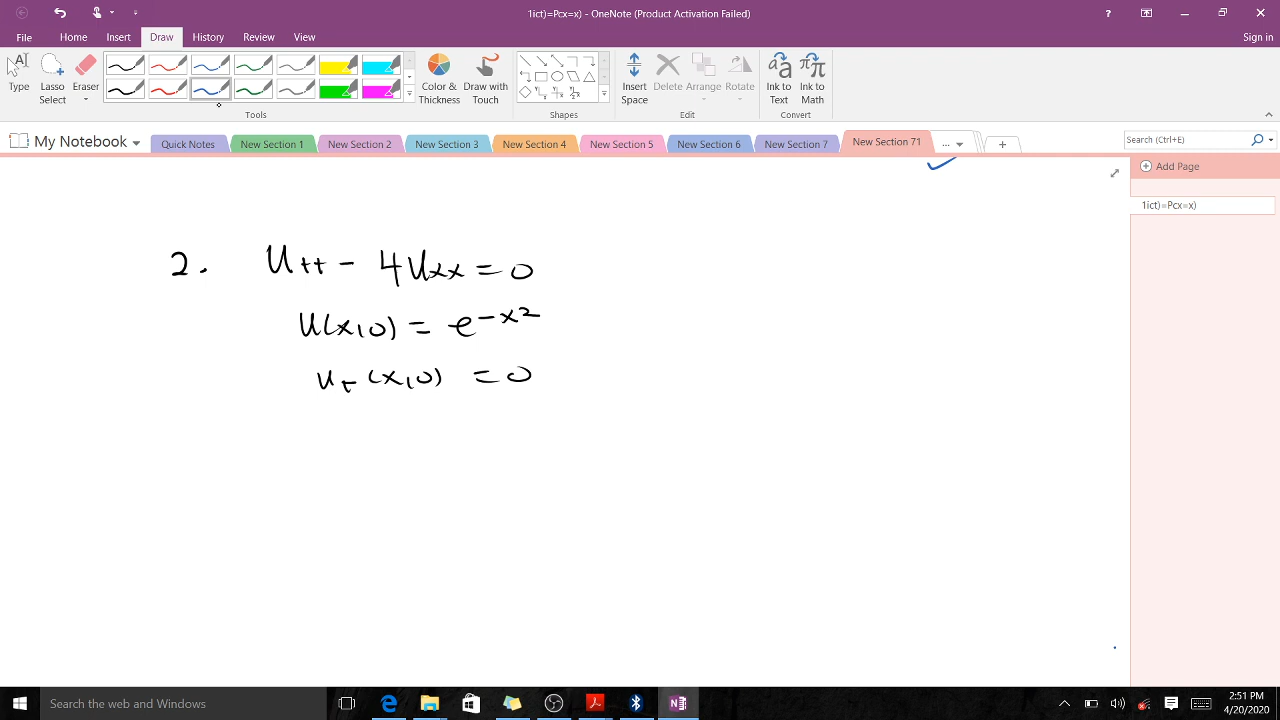 1ict)=Pcx=x) - OneNote (Product Activation Failed)
File Home Insert Draw History Review View
Sign in
Type
Lasso Select
Eraser
Color & Thickness
Draw with Touch
Insert Space
Delete
Arrange
Rotate
Ink to Text
Ink to Math
Tools
Shapes
Edit
Convert
My Notebook
Quick Notes
New Section 1
New Section 2
New Section 3
New Section 4
New Section 5
New Section 6
New Section 7
New Section 71
...
Search (Ctrl+E)
Add Page
1ict)=Pcx=x)
2. Utt - 4Uxx = 0
U(x,0) = e^-x2
ut (x,0) = 0
Search the web and Windows
2:51 PM
4/20/2020